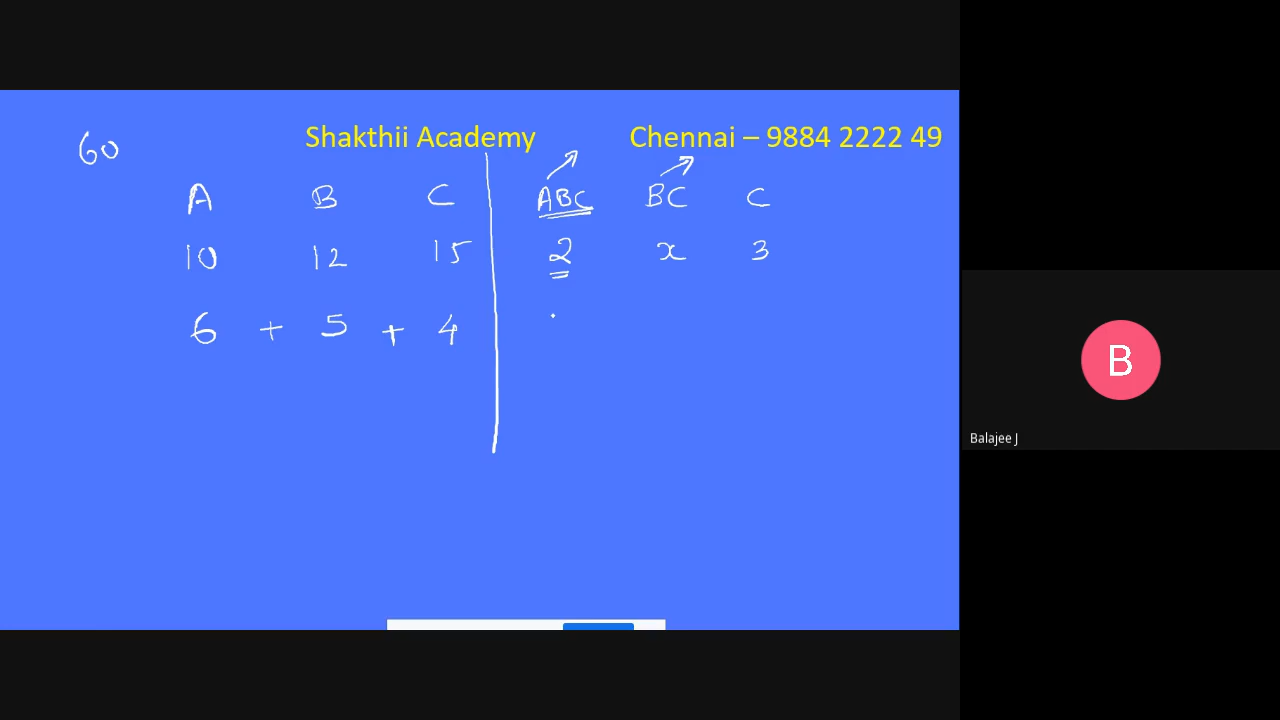 60
Shakthii Academy Chennai – 9884 2222 49
A B C ABC BC C
10 12 15 2 x 3
6 + 5 + 4
B
Balajee J